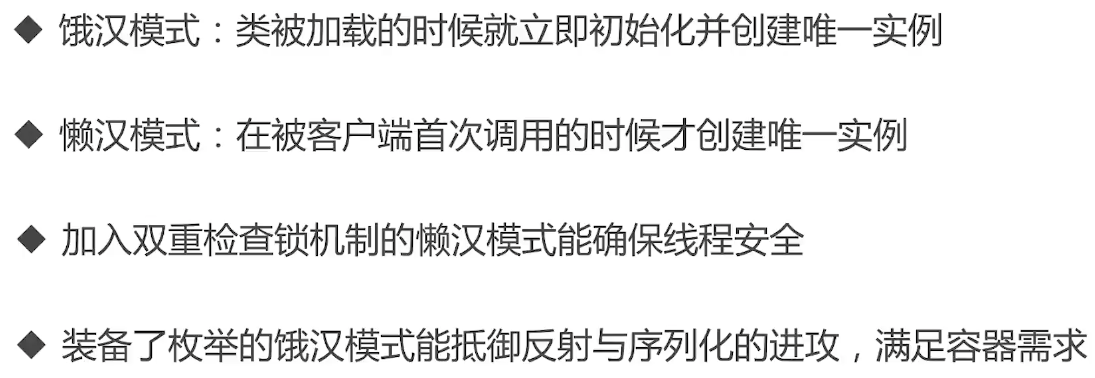 ◆ 饿汉模式：类被加载的时候就立即初始化并创建唯一实例
◆ 懒汉模式：在被客户端首次调用的时候才创建唯一实例
◆ 加入双重检查锁机制的懒汉模式能确保线程安全
◆ 装备了枚举的饿汉模式能抵御反射与序列化的进攻，满足容器需求